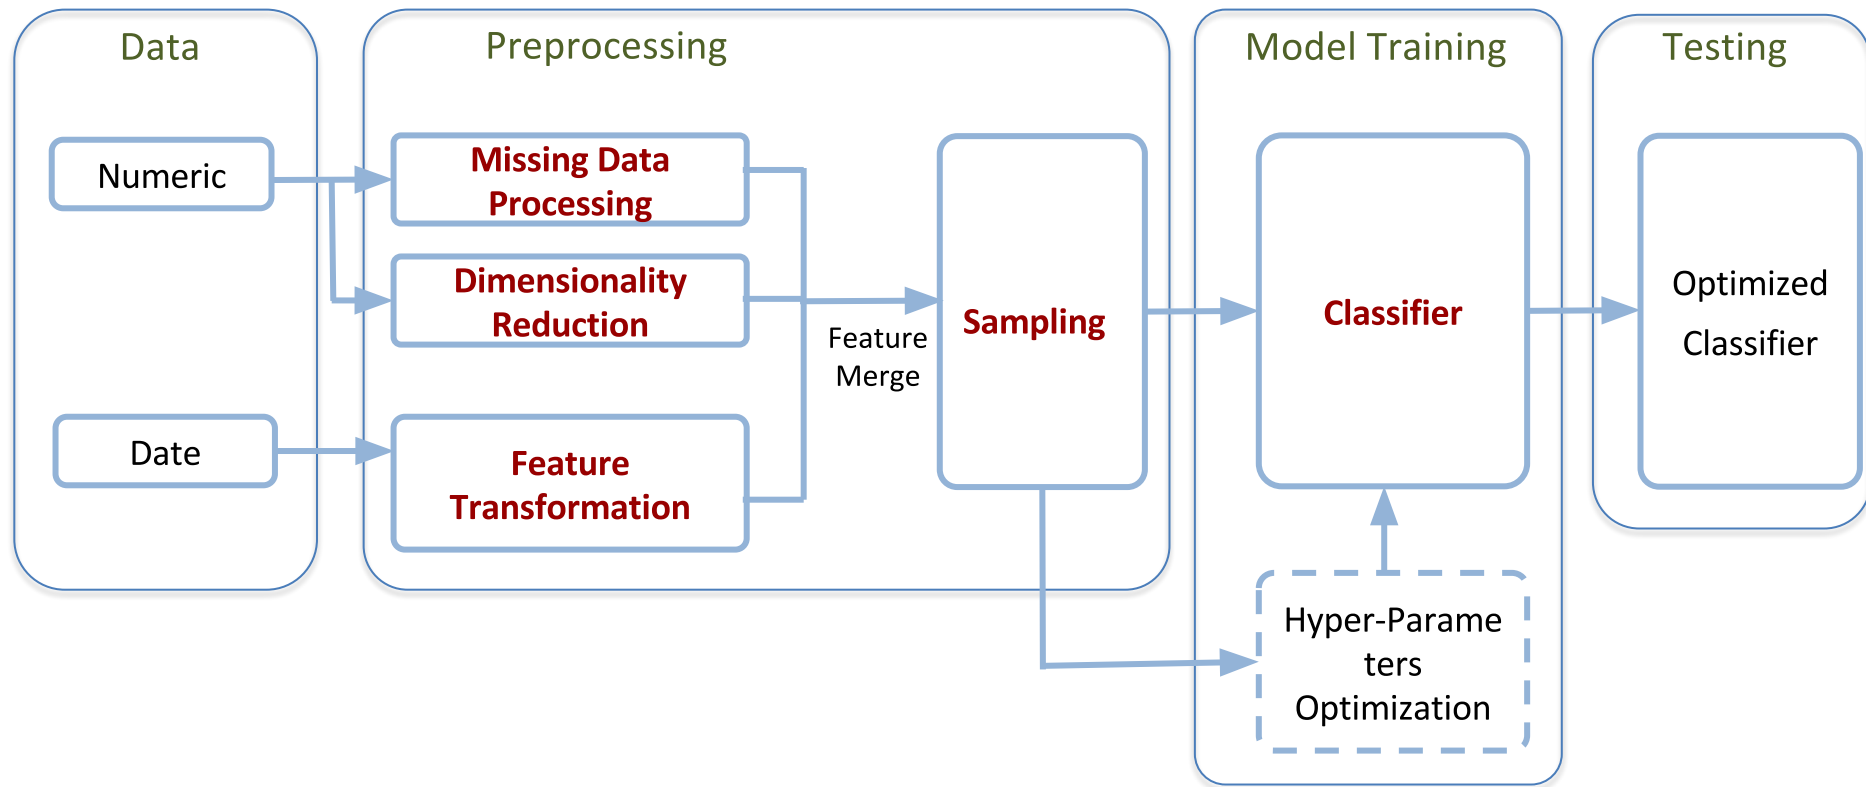 Data
Numeric
Date
Preprocessing
Missing Data
Processing
Dimensionality
Reduction
Feature
Transformation
Feature
Merge
Sampling
Model Training
Classifier
Hyper-Parame
ters
Optimization
Testing
Optimized
Classifier